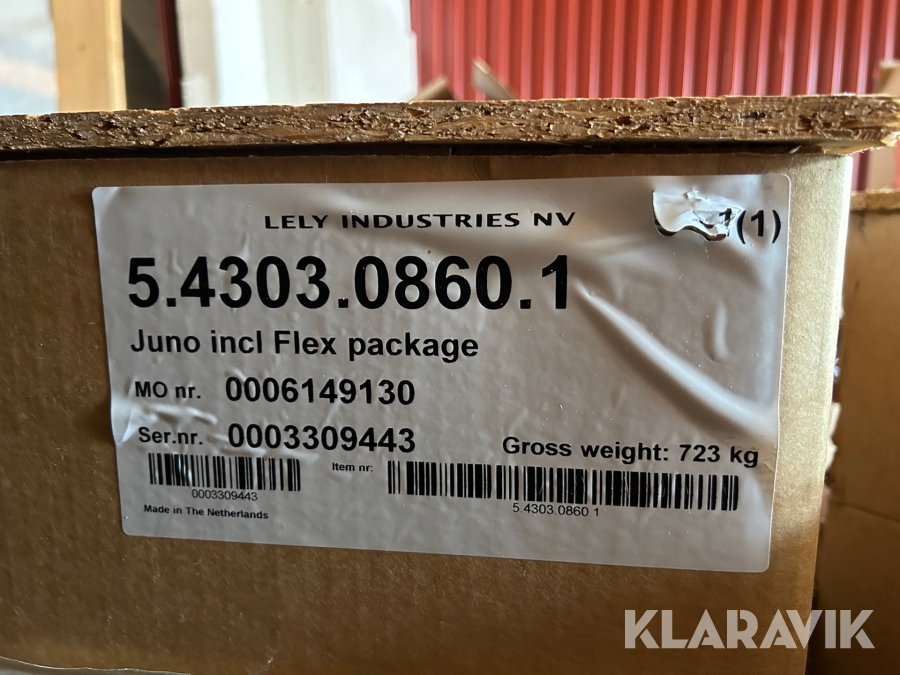 LELY INDUSTRIES NV
1(1)
5.4303.0860.1
Juno incl Flex package
MO nr. 0006149130
Ser.nr. 0003309443
Gross weight: 723 kg
Item nr:
0003309443
5.4303.0860.1
Made in The Netherlands
KLARAVIK